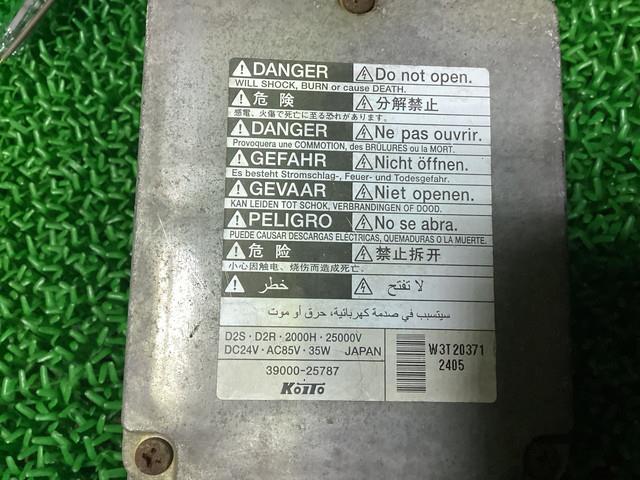 DANGER Do not open.
WILL SHOCK, BURN or cause DEATH.
危険 分解禁止
感電、火傷で死亡に至る恐れがあります。
DANGER Ne pas ouvrir.
Provoquera une COMMOTION, des BRÛLURES ou la MORT.
GEFAHR Nicht öffnen.
Es besteht Stromschlag-, Feuer- und Todesgefahr.
GEVAAR Niet openen.
KAN LEIDEN TOT SCHOK, VERBRANDINGEN OF DOOD.
PELIGRO No se abra.
PUEDE CAUSAR DESCARGAS ELÉCTRICAS, QUEMADURAS O LA MUERTE.
危险 禁止拆开
小心因触电、烧伤而造成死亡。
خطر لا تفتح
سيتسبب في صدمة كهربائية، حرق أو موت
D2S・D2R・2000H・25000V
DC24V・AC85V・35W JAPAN
39000-25787
KOITO
W3T20371
2405